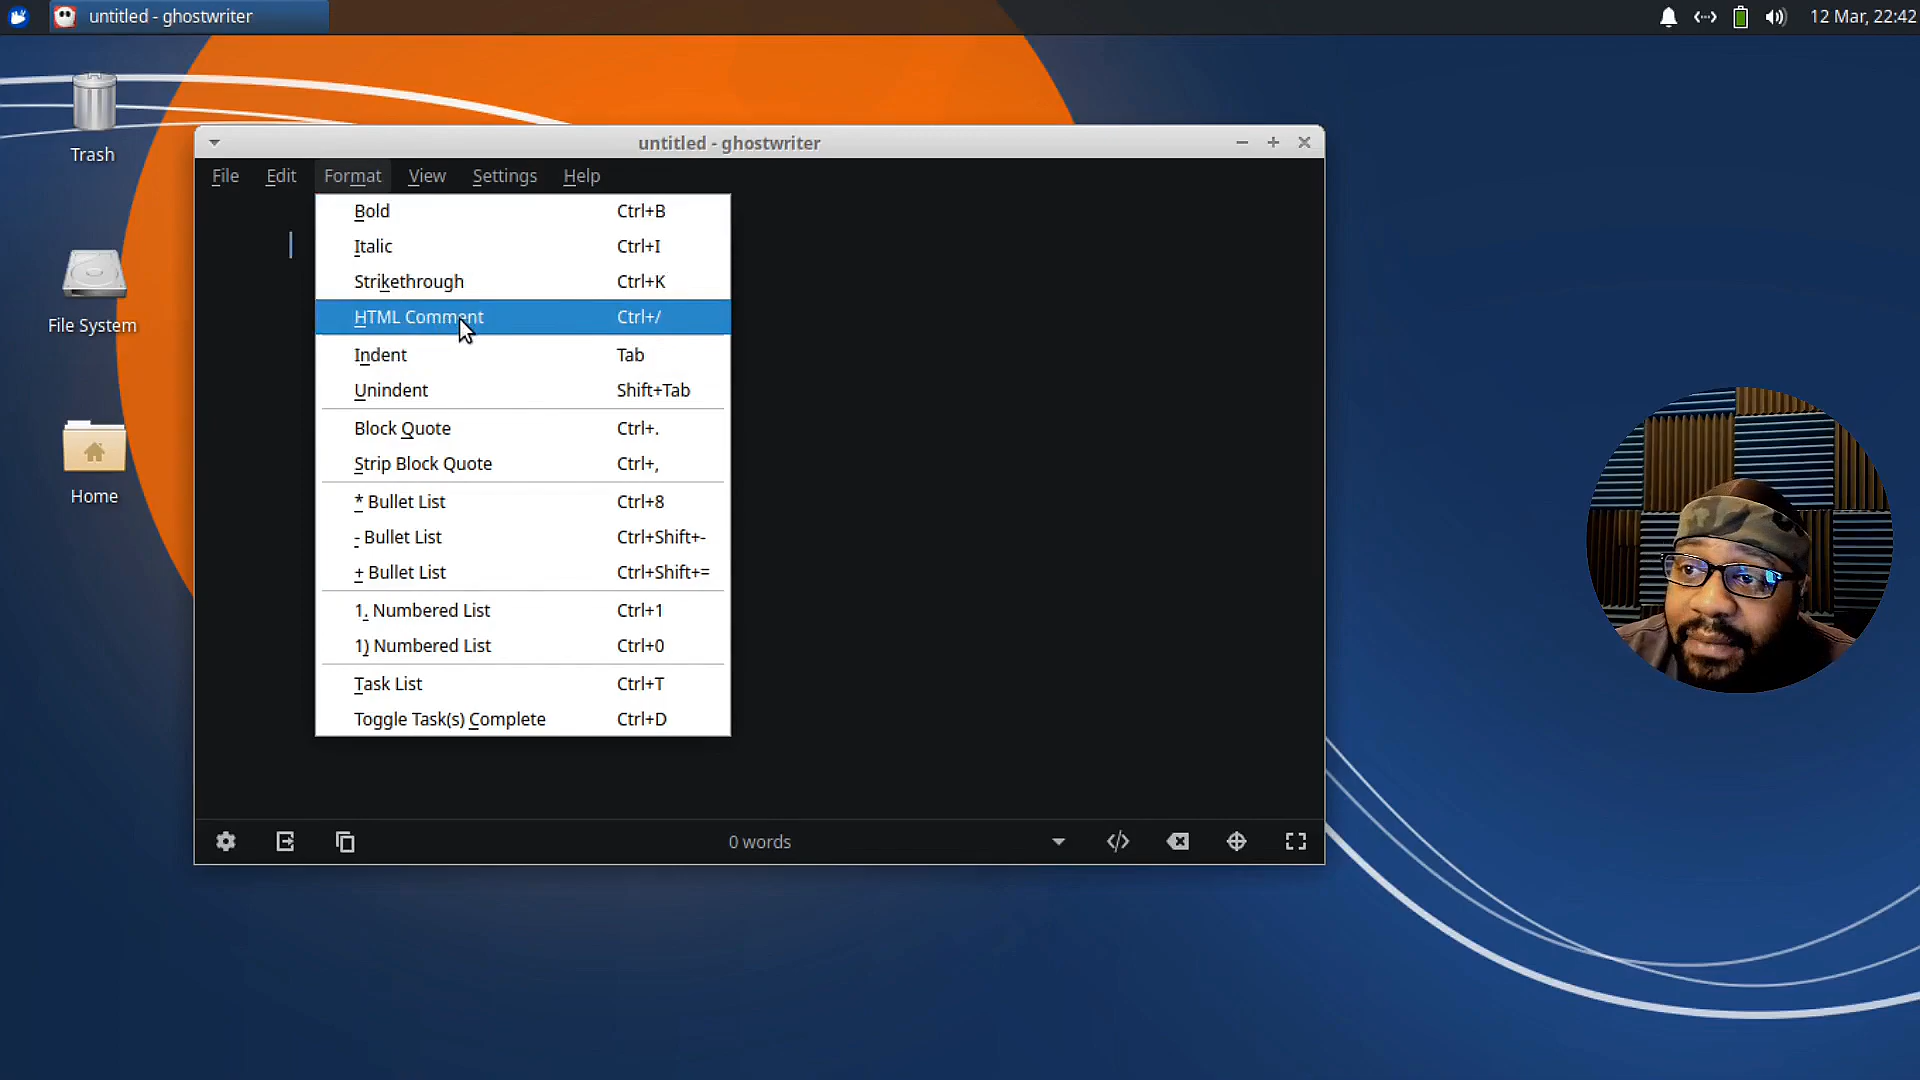 untitled - ghostwriter
12 Mar, 22:42
Trash
File System
Home
untitled - ghostwriter
File Edit Format View Settings Help
Bold Ctrl+B
Italic Ctrl+I
Strikethrough Ctrl+K
HTML Comment Ctrl+/
Indent Tab
Unindent Shift+Tab
Block Quote Ctrl+.
Strip Block Quote Ctrl+,
* Bullet List Ctrl+8
- Bullet List Ctrl+Shift+-
+ Bullet List Ctrl+Shift+=
1. Numbered List Ctrl+1
1) Numbered List Ctrl+0
Task List Ctrl+T
Toggle Task(s) Complete Ctrl+D
0 words